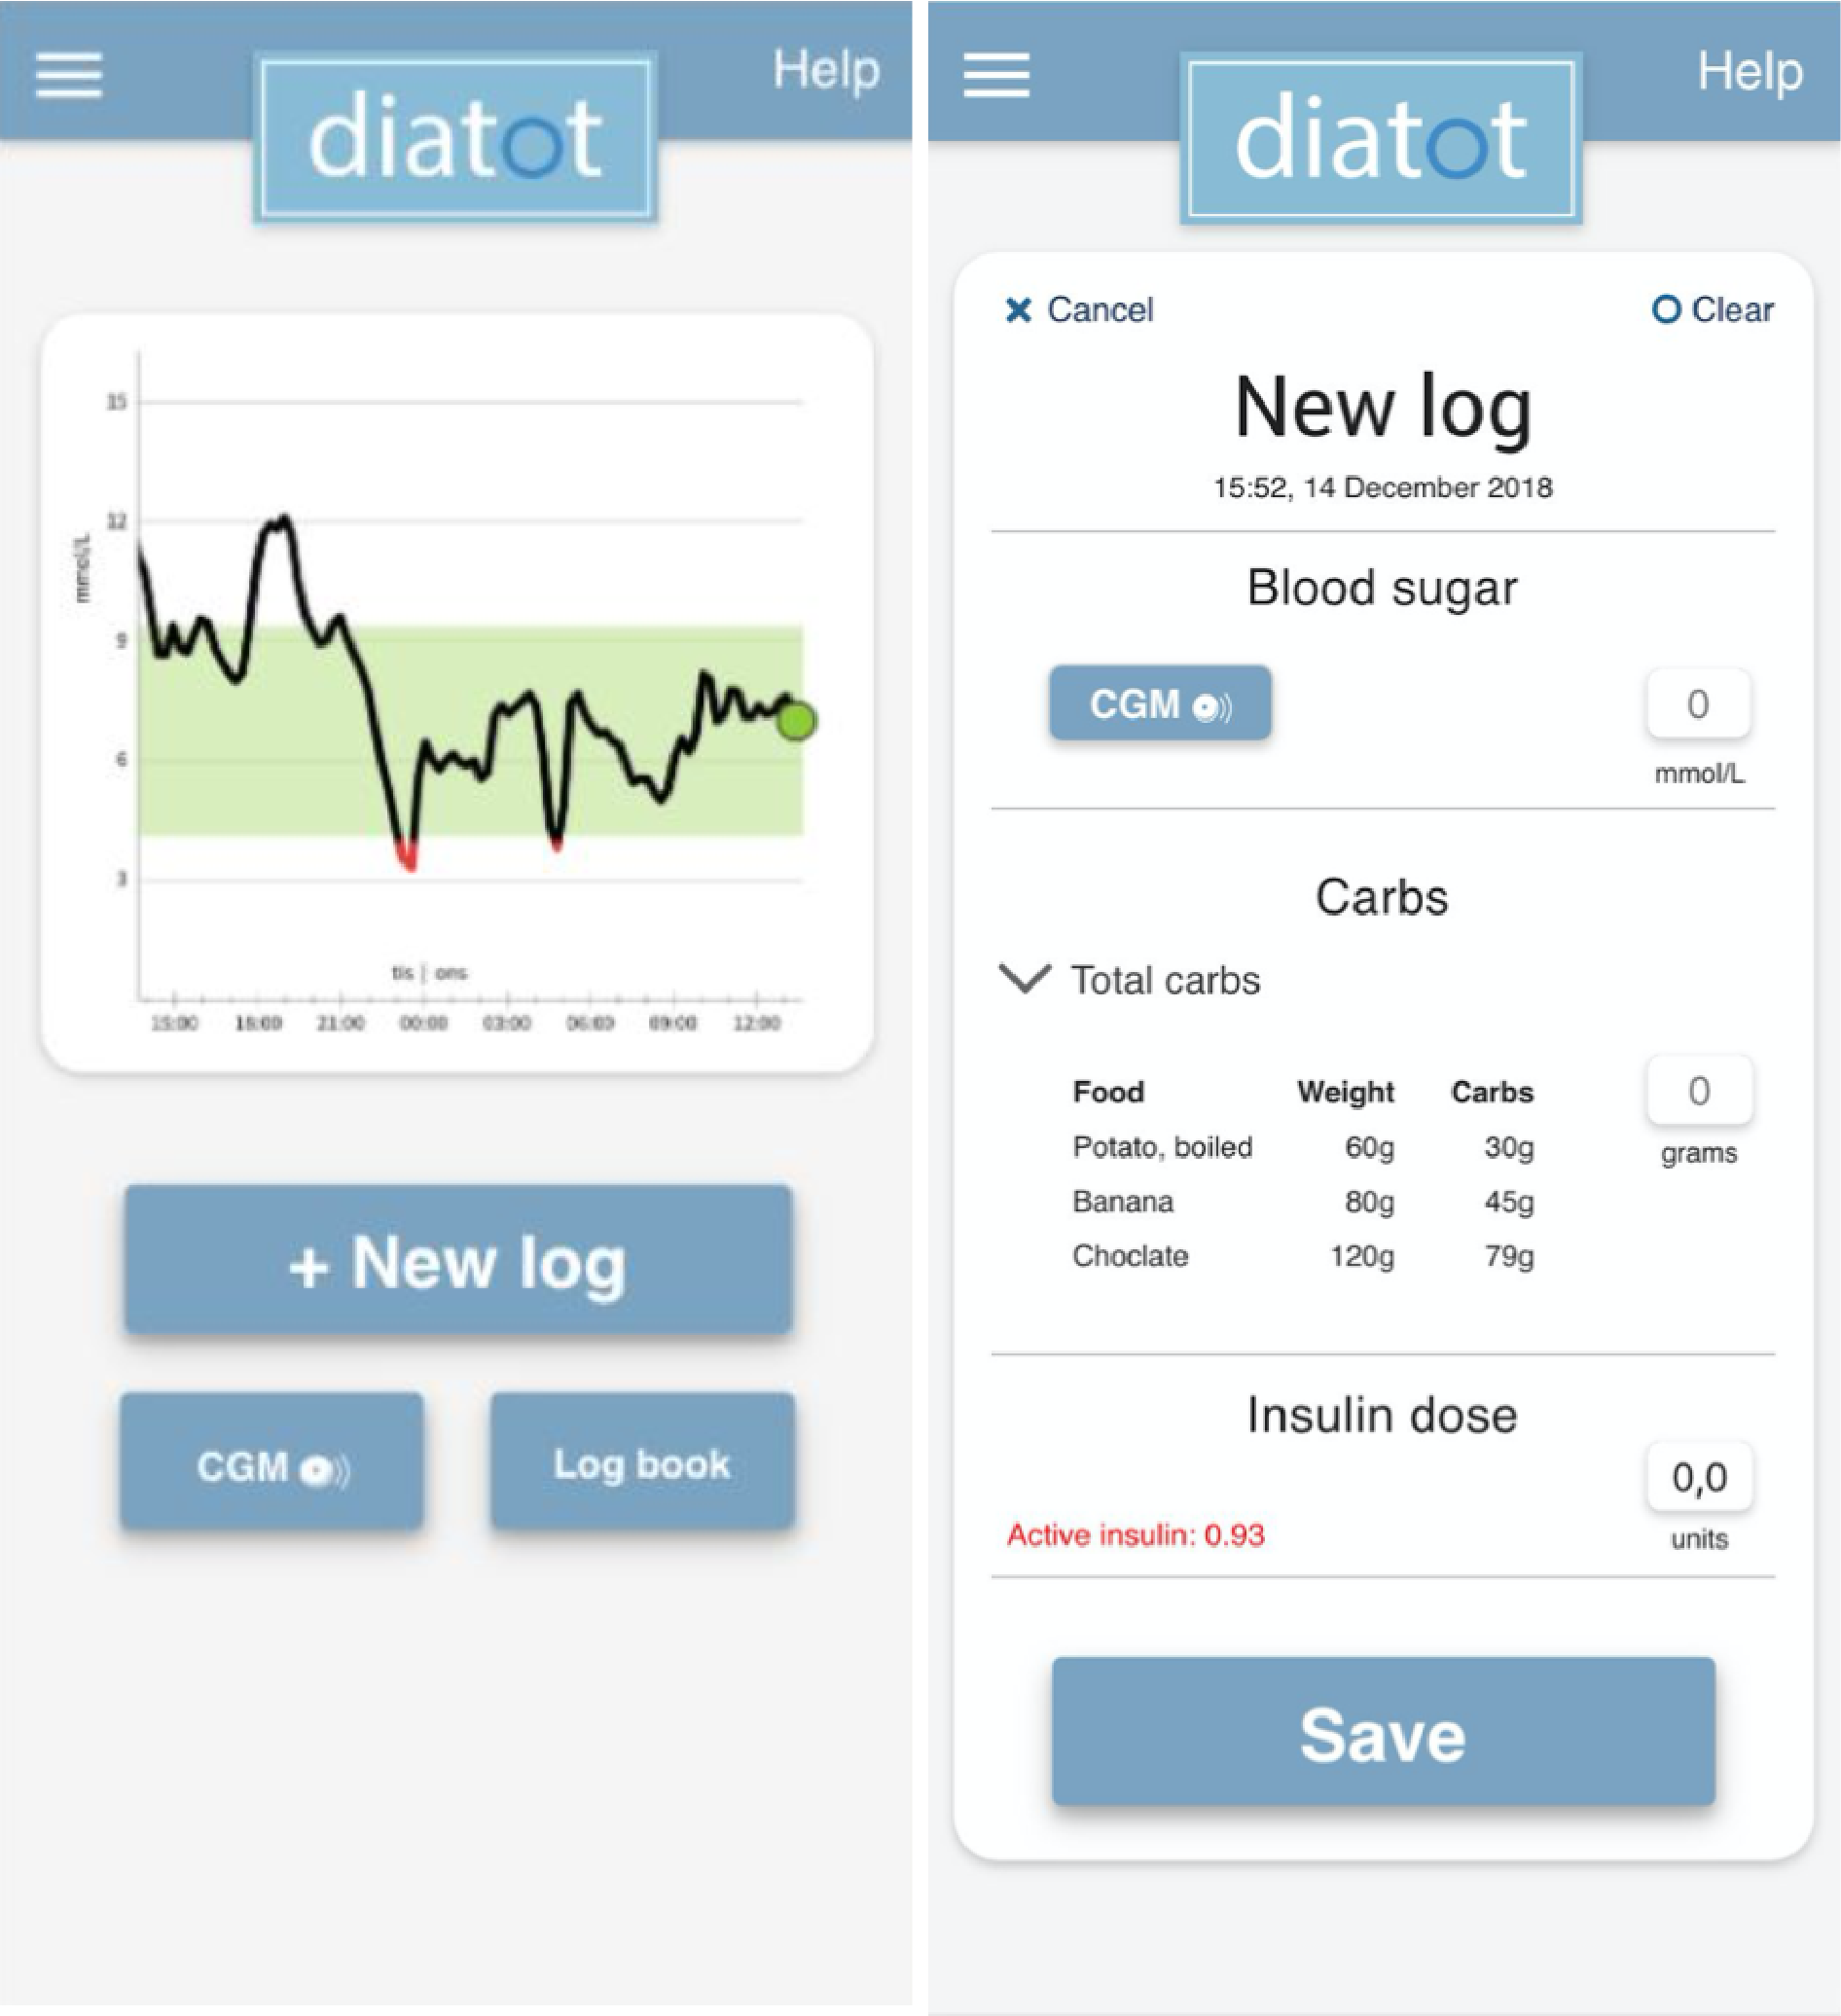 Help
diatot
15
12
9
6
3
mmol/L
tis | ons
15:00 18:00 21:00 00:00 03:00 06:00 09:00 12:00
+ New log
CGM
Log book
Help
diatot
Cancel
Clear
New log
15:52, 14 December 2018
Blood sugar
CGM
0
mmol/L
Carbs
Total carbs
Food Weight Carbs
0
Potato, boiled 60g 30g
grams
Banana 80g 45g
Choclate 120g 79g
Insulin dose
0,0
Active insulin: 0.93
units
Save